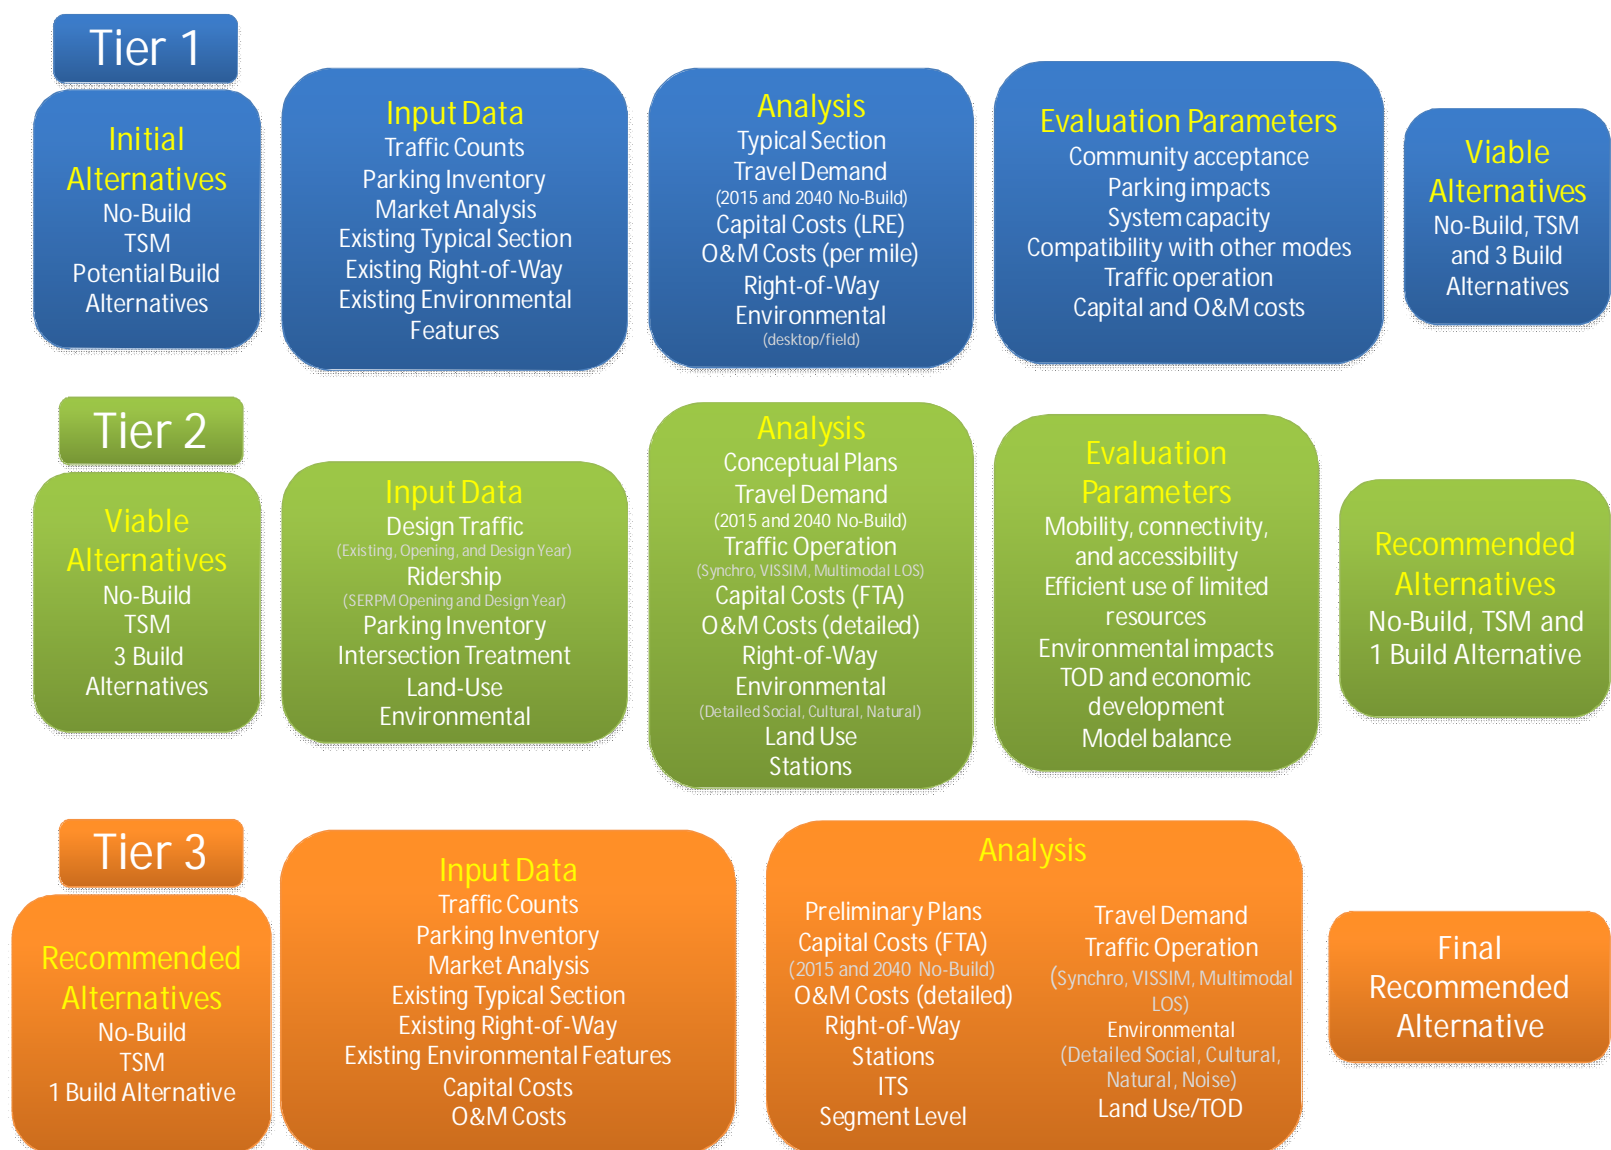 Tier 1
Initial
Alternatives
No-Build
TSM
Potential Build
Alternatives
Input Data
Traffic Counts
Parking Inventory
Market Analysis
Existing Typical Section
Existing Right-of-Way
Existing Environmental
Features
Analysis
Typical Section
Travel Demand
(2015 and 2040 No-Build)
Capital Costs (LRE)
O&M Costs (per mile)
Right-of-Way
Environmental
(desktop/field)
Evaluation Parameters
Community acceptance
Parking impacts
System capacity
Compatibility with other modes
Traffic operation
Capital and O&M costs
Viable
Alternatives
No-Build, TSM
and 3 Build
Alternatives
Tier 2
Viable
Alternatives
No-Build
TSM
3 Build
Alternatives
Input Data
Design Traffic
(Existing, Opening, and Design Year)
Ridership
(SERPM Opening and Design Year)
Parking Inventory
Intersection Treatment
Land-Use
Environmental
Analysis
Conceptual Plans
Travel Demand
(2015 and 2040 No-Build)
Traffic Operation
(Synchro, VISSIM, Multimodal LOS)
Capital Costs (FTA)
O&M Costs (detailed)
Right-of-Way
Environmental
(Detailed Social, Cultural, Natural)
Land Use
Stations
Evaluation
Parameters
Mobility, connectivity,
and accessibility
Efficient use of limited
resources
Environmental impacts
TOD and economic
development
Model balance
Recommended
Alternatives
No-Build, TSM and
1 Build Alternative
Tier 3
Recommended
Alternatives
No-Build
TSM
1 Build Alternative
Input Data
Traffic Counts
Parking Inventory
Market Analysis
Existing Typical Section
Existing Right-of-Way
Existing Environmental Features
Capital Costs
O&M Costs
Analysis
Preliminary Plans
Capital Costs (FTA)
(2015 and 2040 No-Build)
O&M Costs (detailed)
Right-of-Way
Stations
ITS
Segment Level
Travel Demand
Traffic Operation
(Synchro, VISSIM, Multimodal
LOS)
Environmental
(Detailed Social, Cultural,
Natural, Noise)
Land Use/TOD
Final
Recommended
Alternative